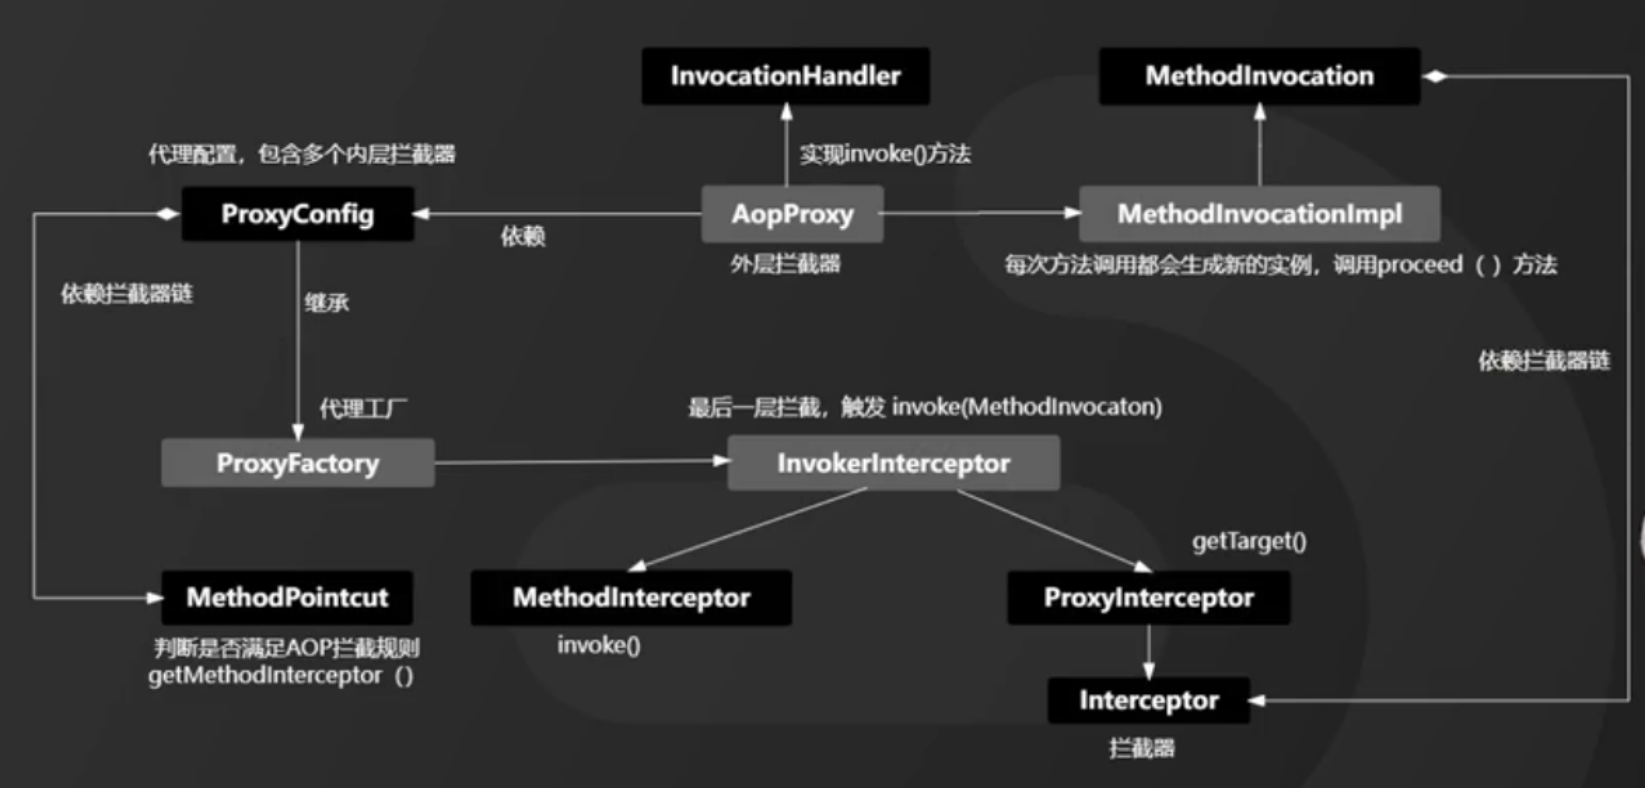 InvocationHandler
MethodInvocation
代理配置，包含多个内层拦截器
实现invoke()方法
ProxyConfig
AopProxy
MethodInvocationImpl
依赖
外层拦截器
每次方法调用都会生成新的实例，调用proceed（）方法
依赖拦截器链
继承
依赖拦截器链
代理工厂
最后一层拦截，触发 invoke(MethodInvocaton)
ProxyFactory
InvokerInterceptor
getTarget()
MethodPointcut
MethodInterceptor
ProxyInterceptor
判断是否满足AOP拦截规则
getMethodInterceptor（）
invoke()
Interceptor
拦截器